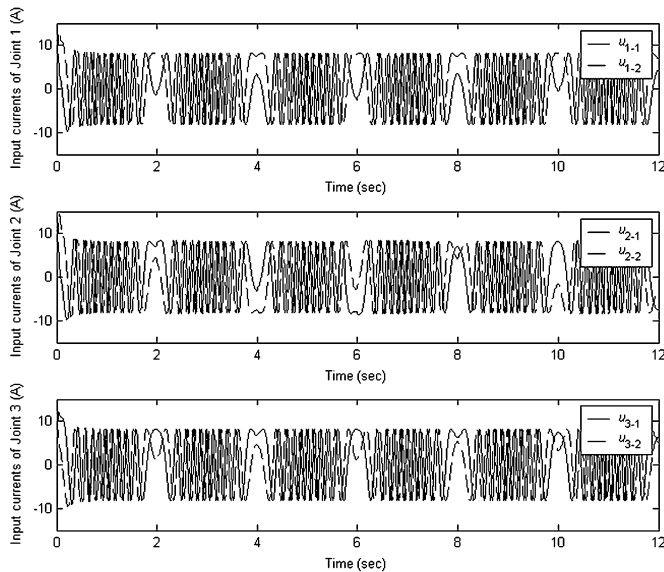 Input currents of Joint 1 (A)
10
0
-10
u1-1
u1-2
0 2 4 6 8 10 12
Time (sec)
Input currents of Joint 2 (A)
10
0
-10
u2-1
u2-2
0 2 4 6 8 10 12
Time (sec)
Input currents of Joint 3 (A)
10
0
-10
u3-1
u3-2
0 2 4 6 8 10 12
Time (sec)